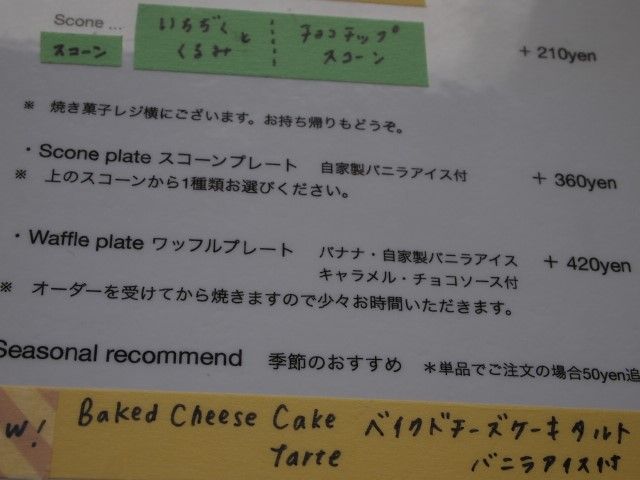 Scone ...
スコーン
いちぢくと
くるみ
チョコチップ
スコーン
+ 210yen
※ 焼き菓子レジ横にございます。お持ち帰りもどうぞ。
・Scone plate スコーンプレート 自家製バニラアイス付 + 360yen
※ 上のスコーンから1種類お選びください。
・Waffle plate ワッフルプレート バナナ・自家製バニラアイス + 420yen
キャラメル・チョコソース付
※ オーダーを受けてから焼きますので少々お時間いただきます。
Seasonal recommend 季節のおすすめ *単品でご注文の場合50yen追
W! Baked Cheese Cake ベイクドチーズケーキタルト
Tarte バニラアイス付